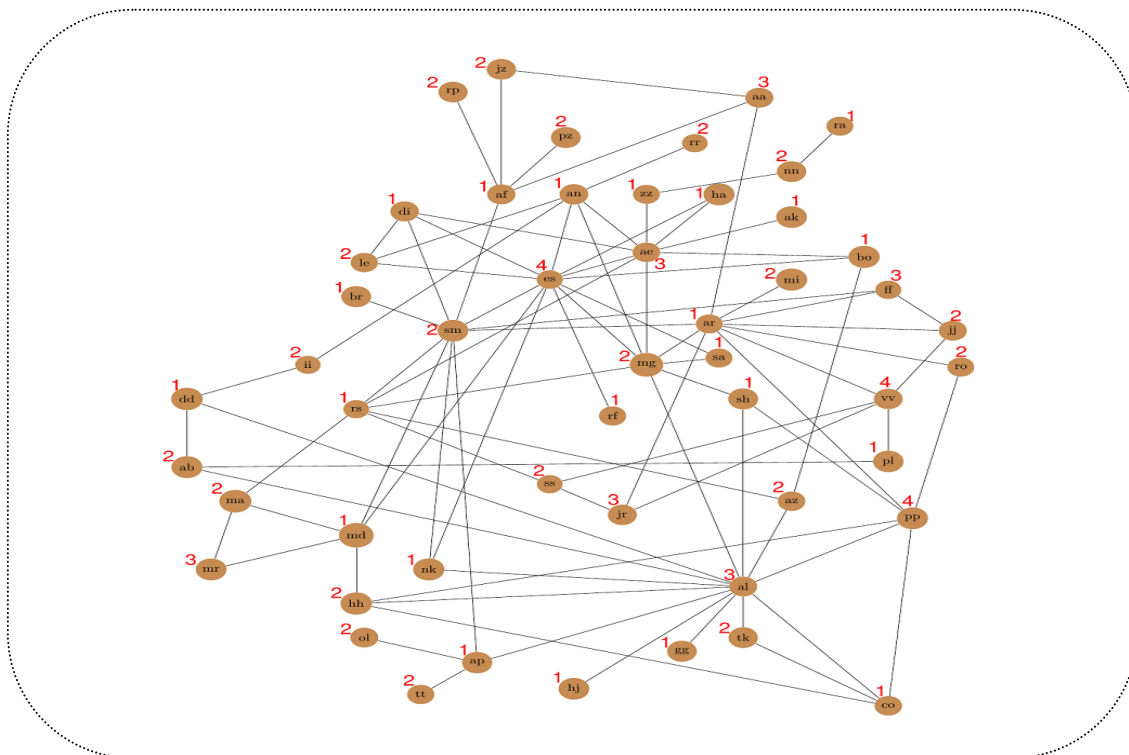 2 jz
2 rp
3 aa
1 ra
2 pz
2 rr
2 nn
1 af
1 an
1 zz
1 ha
1 ak
1 di
2 le
ae 3
1 bo
4 cs
2 mi
3 ff
1 br
2 sm
1 ar
2 jj
2 ii
2 mg
1 sa
2 ro
1 dd
1 rs
1 rf
1 sh
4 vv
2 ab
1 pl
2 ma
2 ss
3 jr
2 az
4 pp
1 md
3 mr
1 nk
3 al
2 hh
2 ol
1 ap
1 gg
2 tk
2 tt
1 hj
1 co